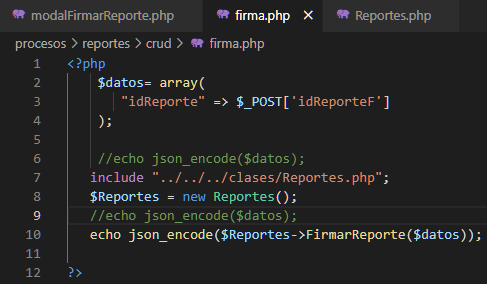 modalFirmarReporte.php firma.php × Reportes.php
procesos > reportes > crud > firma.php
1 <?php
2 $datos= array(
3 "idReporte" => $_POST['idReporteF']
4 );
5
6 //echo json_encode($datos);
7 include "../../../clases/Reportes.php";
8 $Reportes = new Reportes();
9 //echo json_encode($datos);
10 echo json_encode($Reportes->FirmarReporte($datos));
11
12 ?>